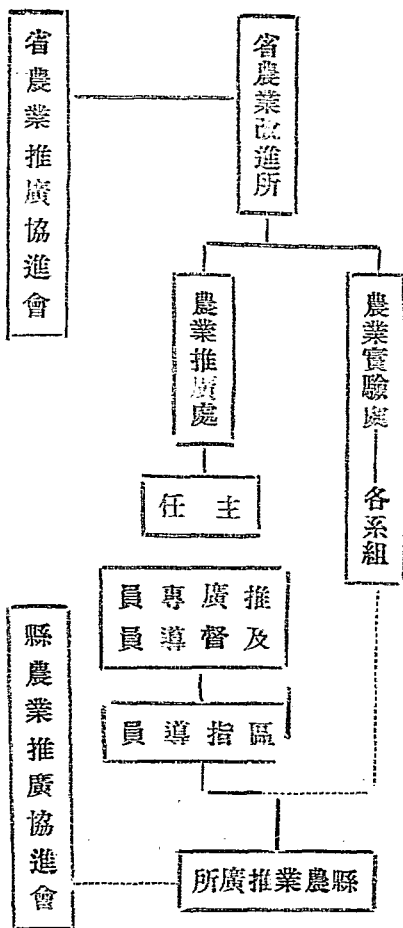 省農業改進所
省農業推廣協進會
農業實驗處——各系組
農業推廣處
主任
推廣專員
及督導員
區指導員
縣農業推廣所
縣農業推廣協進會